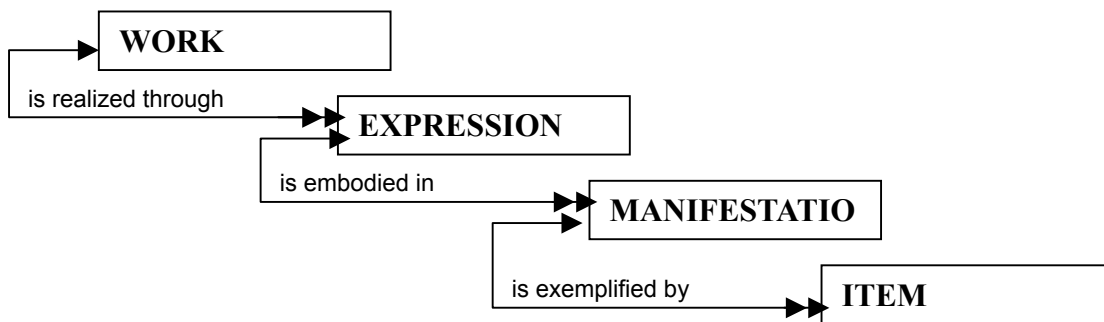 WORK
is realized through
EXPRESSION
is embodied in
MANIFESTATIO
is exemplified by
ITEM